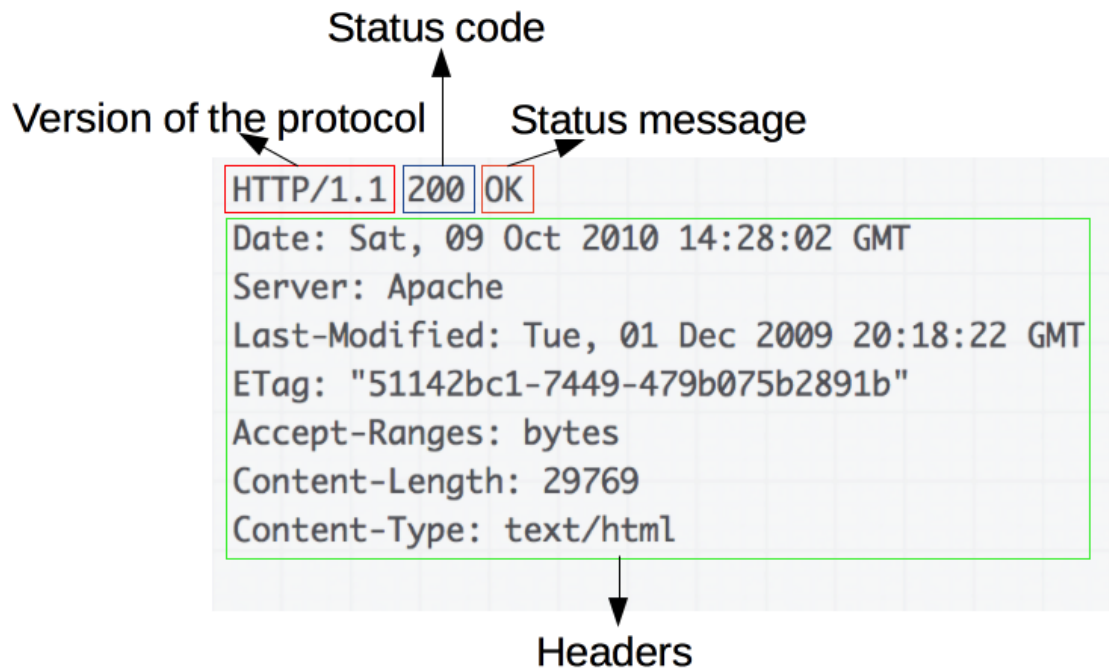 Status code
Version of the protocol
Status message
HTTP/1.1 200 OK
Date: Sat, 09 Oct 2010 14:28:02 GMT
Server: Apache
Last-Modified: Tue, 01 Dec 2009 20:18:22 GMT
ETag: "51142bc1-7449-479b075b2891b"
Accept-Ranges: bytes
Content-Length: 29769
Content-Type: text/html
Headers